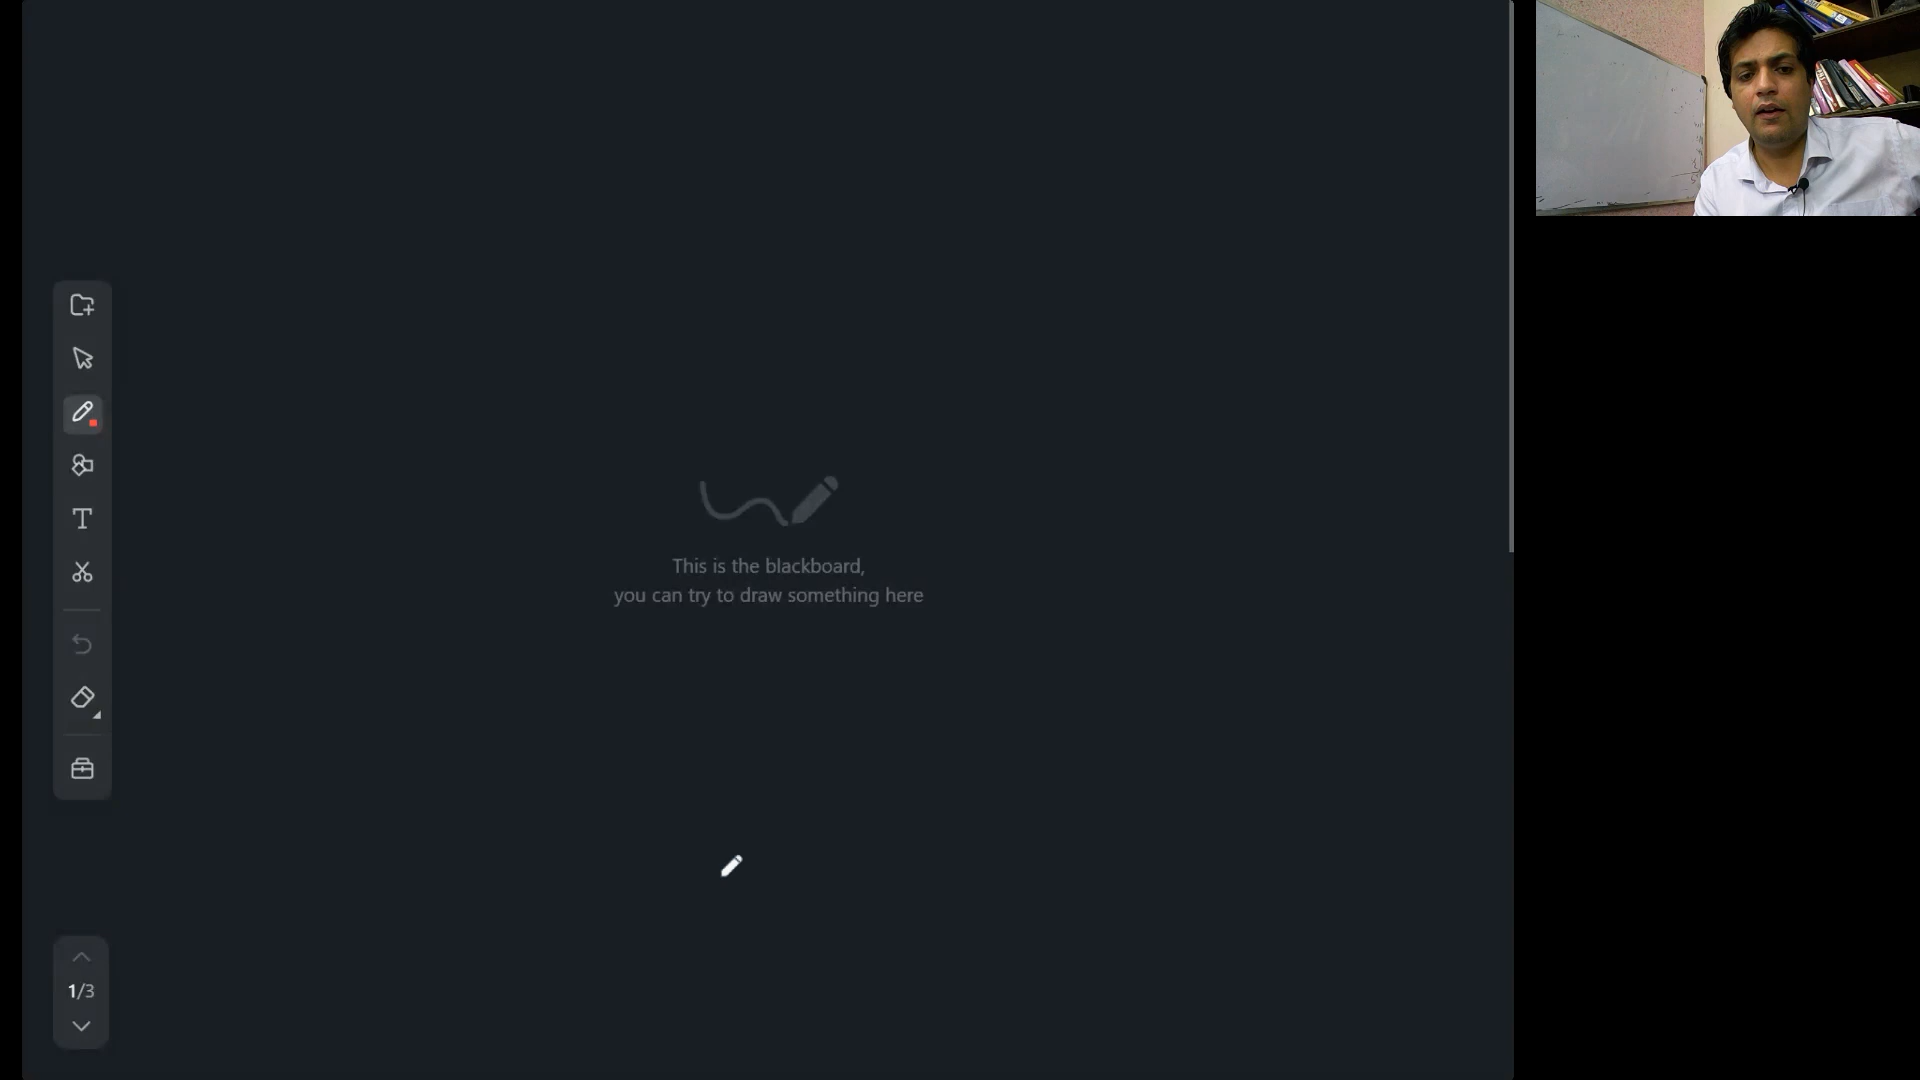 This is the blackboard,
you can try to draw something here
T
1/3